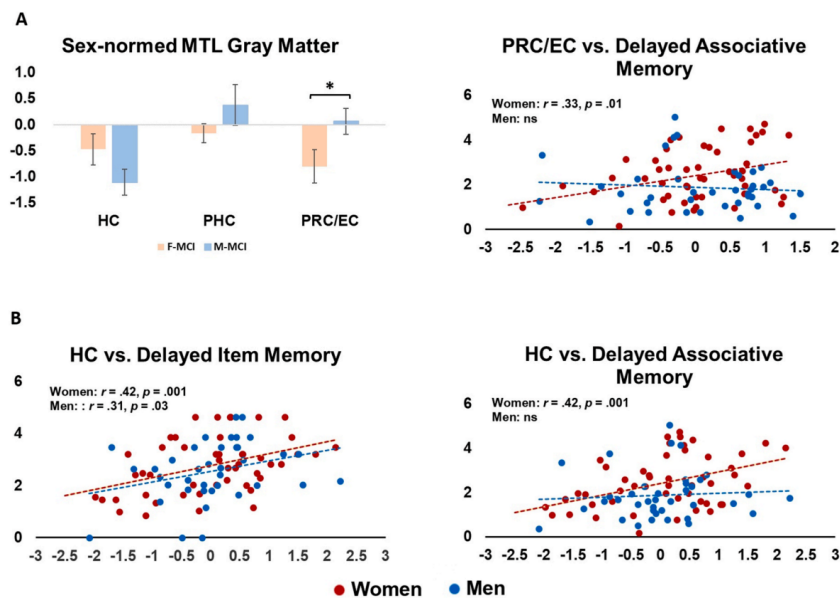 A
Sex-normed MTL Gray Matter
1.0
0.5
0.0
-0.5
-1.0
-1.5
HC PHC PRC/EC
*
F-MCI M-MCI
PRC/EC vs. Delayed Associative
Memory
6
4
2
0
Women: r = .33, p = .01
Men: ns
-3 -2.5 -2 -1.5 -1 -0.5 0 0.5 1 1.5 2
B
HC vs. Delayed Item Memory
6
4
2
0
Women: r = .42, p = .001
Men: : r = .31, p = .03
-3 -2.5 -2 -1.5 -1 -0.5 0 0.5 1 1.5 2 2.5 3
HC vs. Delayed Associative
Memory
6
4
2
0
Women: r = .42, p = .001
Men: ns
-3 -2.5 -2 -1.5 -1 -0.5 0 0.5 1 1.5 2 2.5 3
Women Men